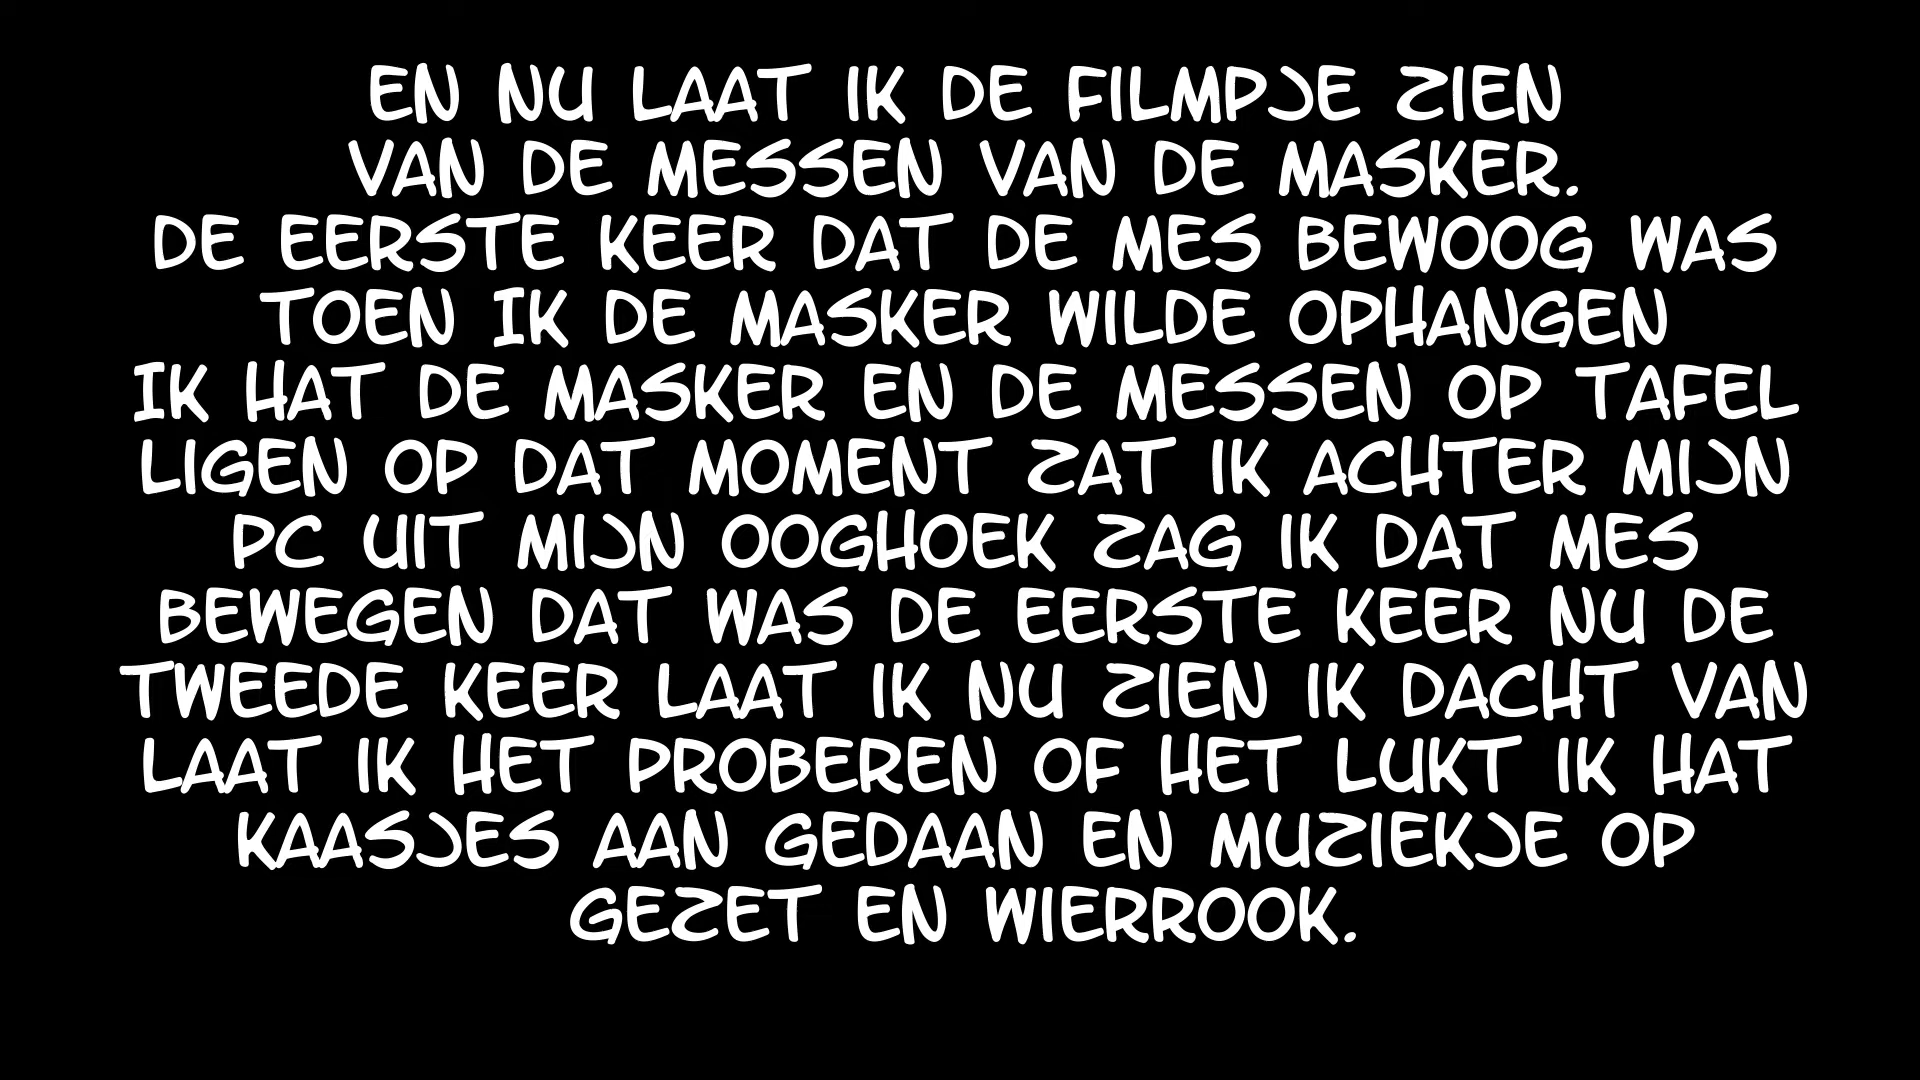 EN NU LAAT IK DE FILMPJE ZIEN
VAN DE MESSEN VAN DE MASKER.
DE EERSTE KEER DAT DE MES BEWOOG WAS
TOEN IK DE MASKER WILDE OPHANGEN
IK HAT DE MASKER EN DE MESSEN OP TAFEL
LIGEN OP DAT MOMENT ZAT IK ACHTER MIJN
PC UIT MIJN OOGHOEK ZAG IK DAT MES
BEWEGEN DAT WAS DE EERSTE KEER NU DE
TWEEDE KEER LAAT IK NU ZIEN IK DACHT VAN
LAAT IK HET PROBEREN OF HET LUKT IK HAT
KAASJES AAN GEDAAN EN MUZIEKJE OP
GEZET EN WIERROOK.